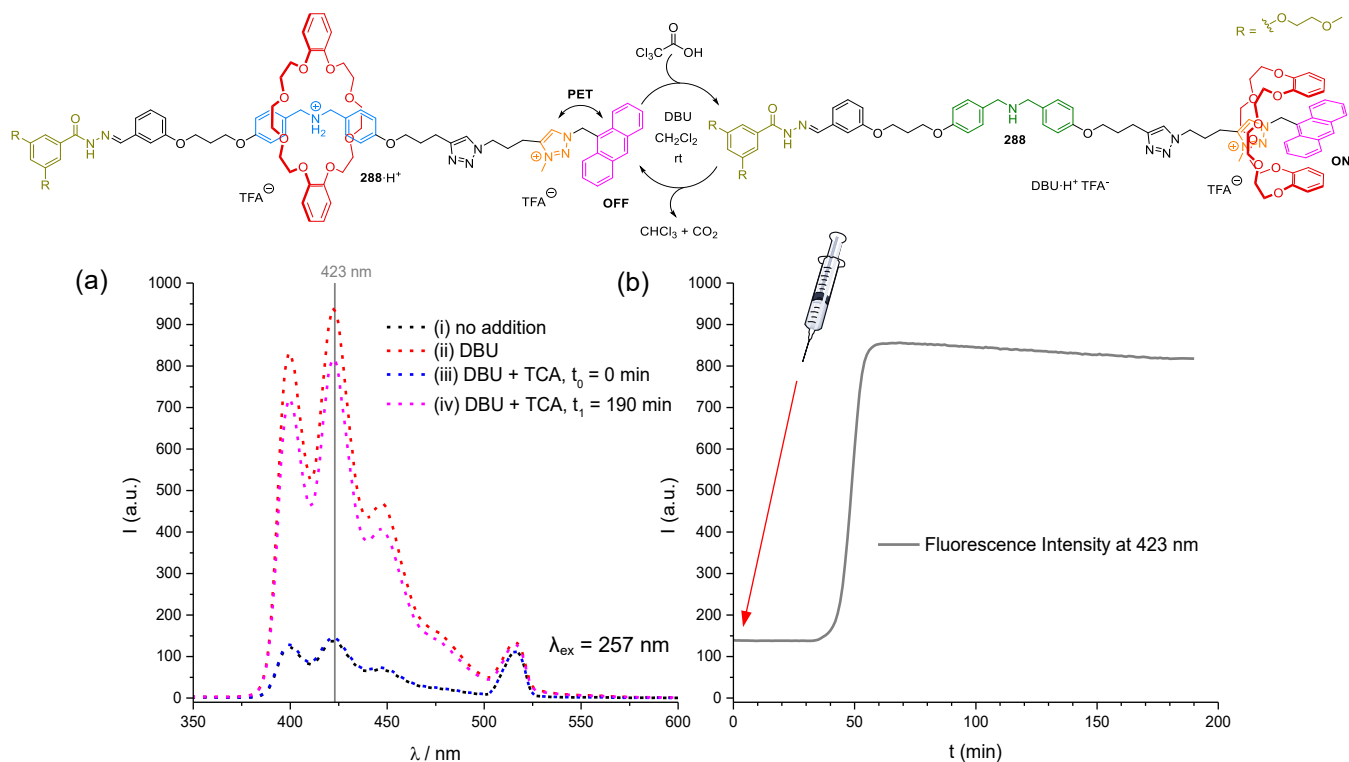 R =
O
O
Cl₃C
O
OH
PET
DBU
CH₂Cl₂
rt
OFF
CHCl₃ + CO₂
288·H⁺
TFA⊖
TFA⊖
288
DBU·H⁺ TFA⁻
TFA⊖
ON
(a)
423 nm
(i) no addition
(ii) DBU
(iii) DBU + TCA, t₀ = 0 min
(iv) DBU + TCA, t₁ = 190 min
λₑₓ = 257 nm
I (a.u.)
1000
900
800
700
600
500
400
300
200
100
0
350
400
450
500
550
600
λ / nm
(b)
Fluorescence Intensity at 423 nm
I (a.u.)
1000
900
800
700
600
500
400
300
200
100
0
0
50
100
150
200
t (min)